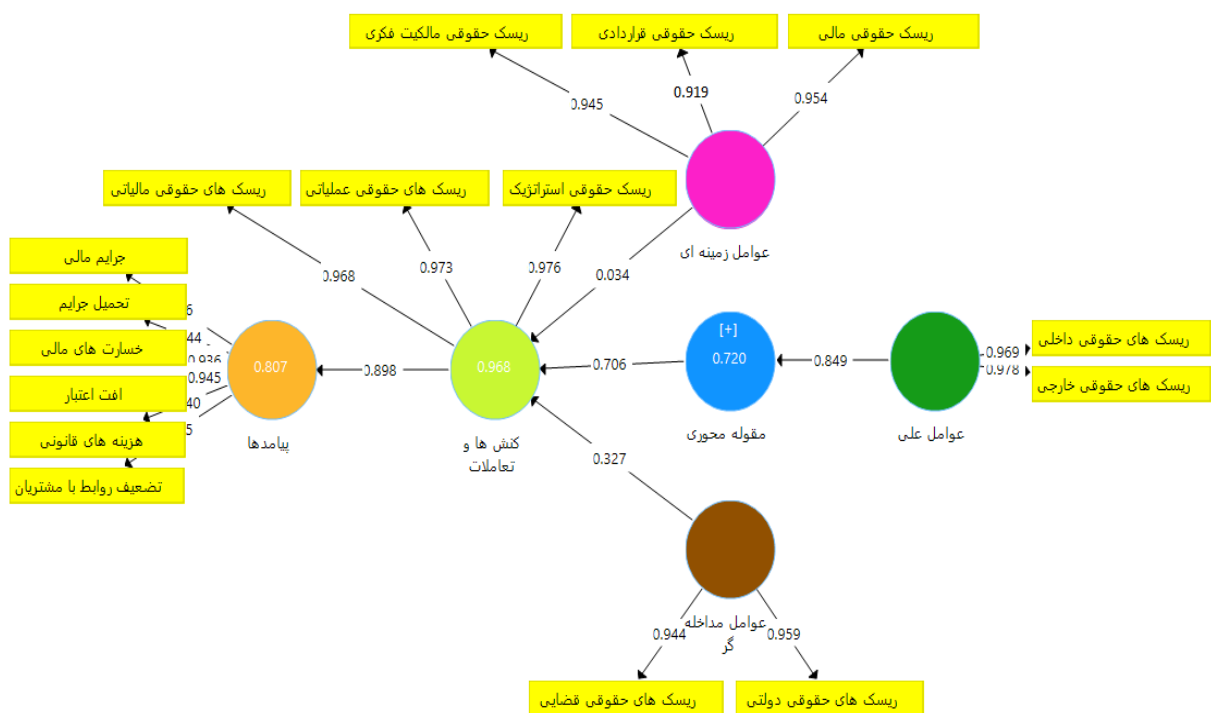 ریسک حقوقی مالی
ریسک حقوقی قراردادی
ریسک حقوقی مالکیت فکری
0.954
0.919
0.945
عوامل زمینه ای
ریسک حقوقی استراتژیک
ریسک های حقوقی عملیاتی
ریسک های حقوقی مالیاتی
0.976
0.973
0.968
0.034
جرایم مالی
تحمیل جرایم
خسارت های مالی
افت اعتبار
هزینه های قانونی
تضعیف روابط با مشتریان
6
44
0.936
0.945
40
5
ریسک های حقوقی داخلی
ریسک های حقوقی خارجی
0.969
0.978
عوامل علی
0.849
[+]
0.720
مقوله محوری
0.706
0.968
کنش ها و
تعاملات
0.898
0.807
پیامدها
0.327
عوامل مداخله
گر
0.959
0.944
ریسک های حقوقی دولتی
ریسک های حقوقی قضایی